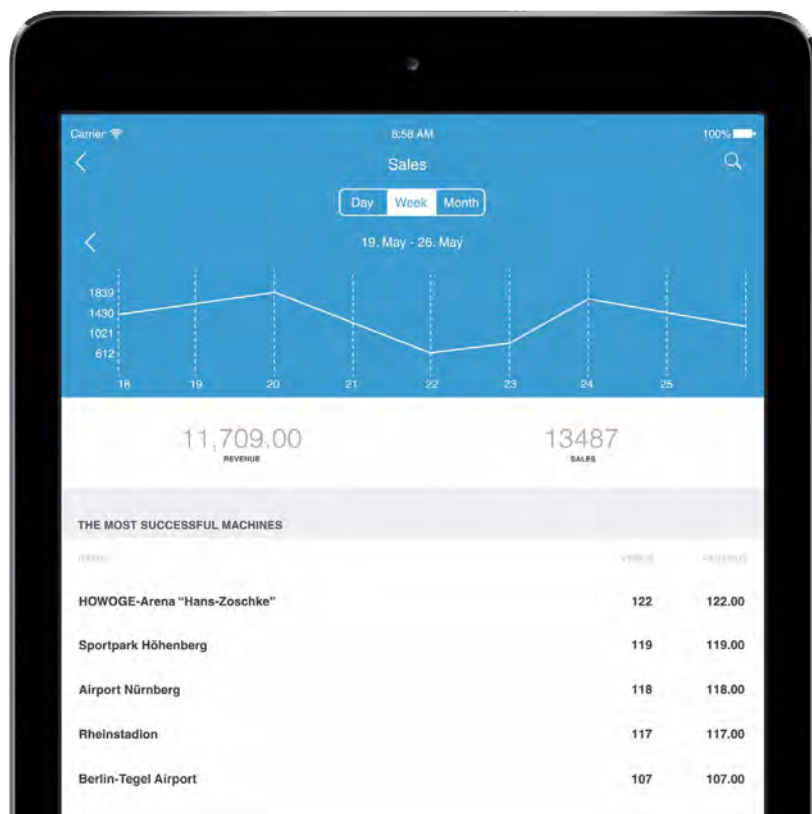 Carrier 8:58 AM 100%
Sales
Day Week Month
19. May - 26. May
1839
1430
1021
612
18 19 20 21 22 23 24 25
11,709.00 13487
REVENUE SALES
THE MOST SUCCESSFUL MACHINES
NAME REVENUE
HOWOGE-Arena “Hans-Zoschke” 122 122.00
Sportpark Höhenberg 119 119.00
Airport Nürnberg 118 118.00
Rheinstadion 117 117.00
Berlin-Tegel Airport 107 107.00